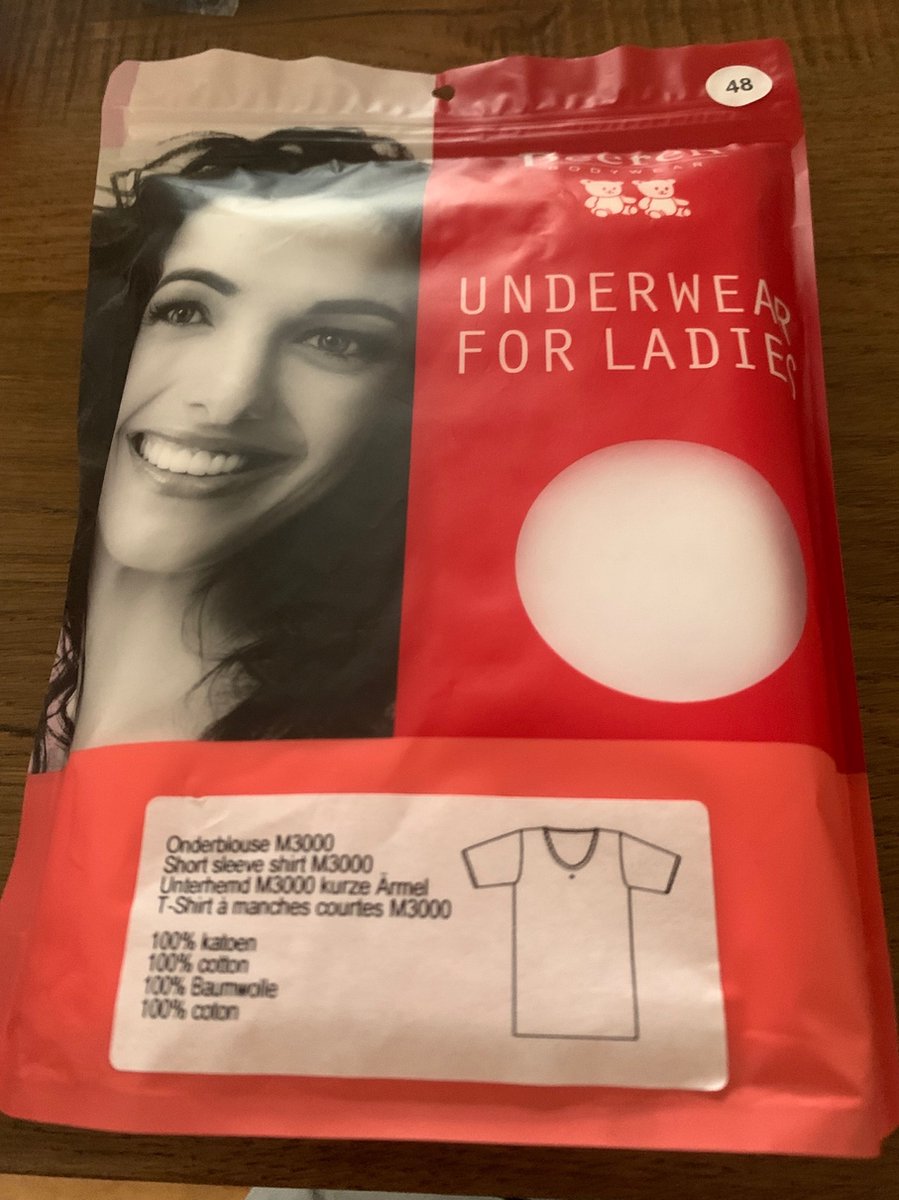 48
Beeren
BODYWEAR
UNDERWEAR
FOR LADIES
Onderblouse M3000
Short sleeve shirt M3000
Unterhemd M3000 kurze Ärmel
T-Shirt à manches courtes M3000
100% katoen
100% cotton
100% Baumwolle
100% coton